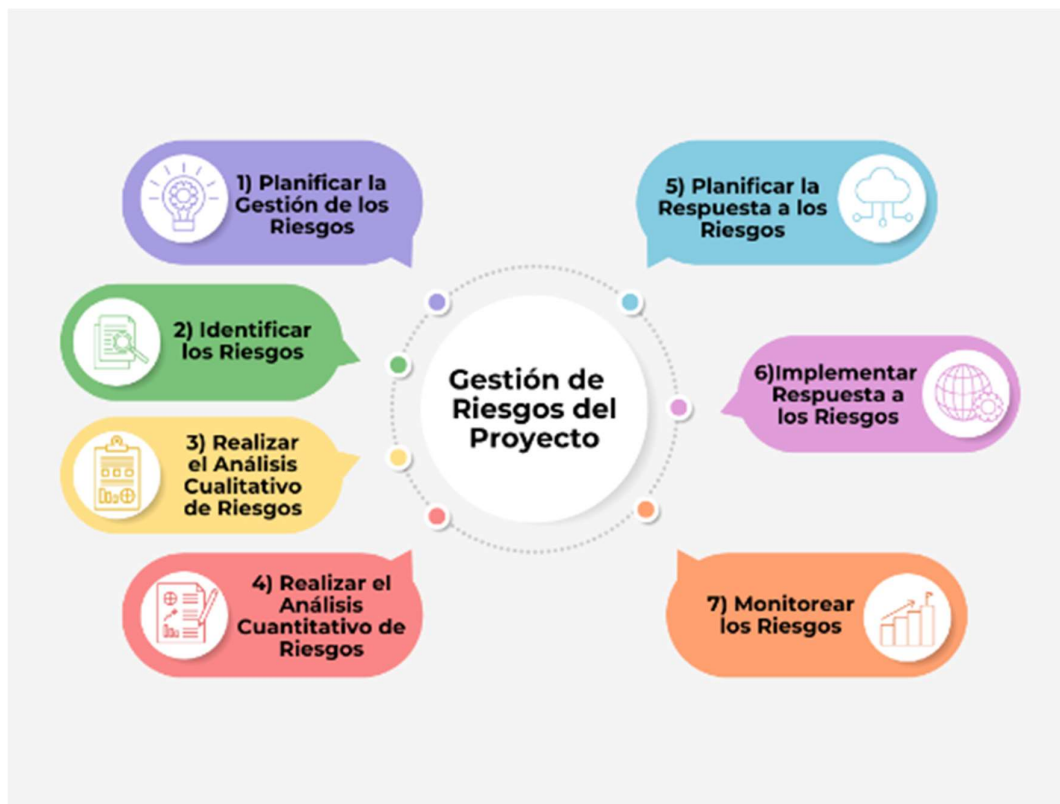 1) Planificar la
Gestión de los
Riesgos
2) Identificar
los Riesgos
3) Realizar
el Análisis
Cualitativo
de Riesgos
4) Realizar el
Análisis
Cuantitativo de
Riesgos
Gestión de
Riesgos del
Proyecto
5) Planificar la
Respuesta a los
Riesgos
6)Implementar
Respuesta a
los Riesgos
7) Monitorear
los Riesgos